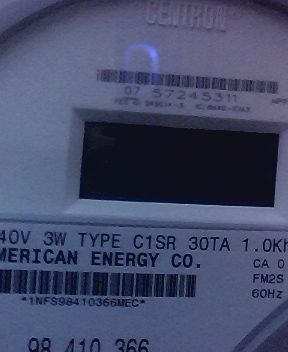 CENTRON
07 57245311
40V 3W TYPE C1SR 30TA 1.0Kh
MERICAN ENERGY CO.
CA 0
FM2S
60Hz
*1NFS98410366MEC*
98 410 366